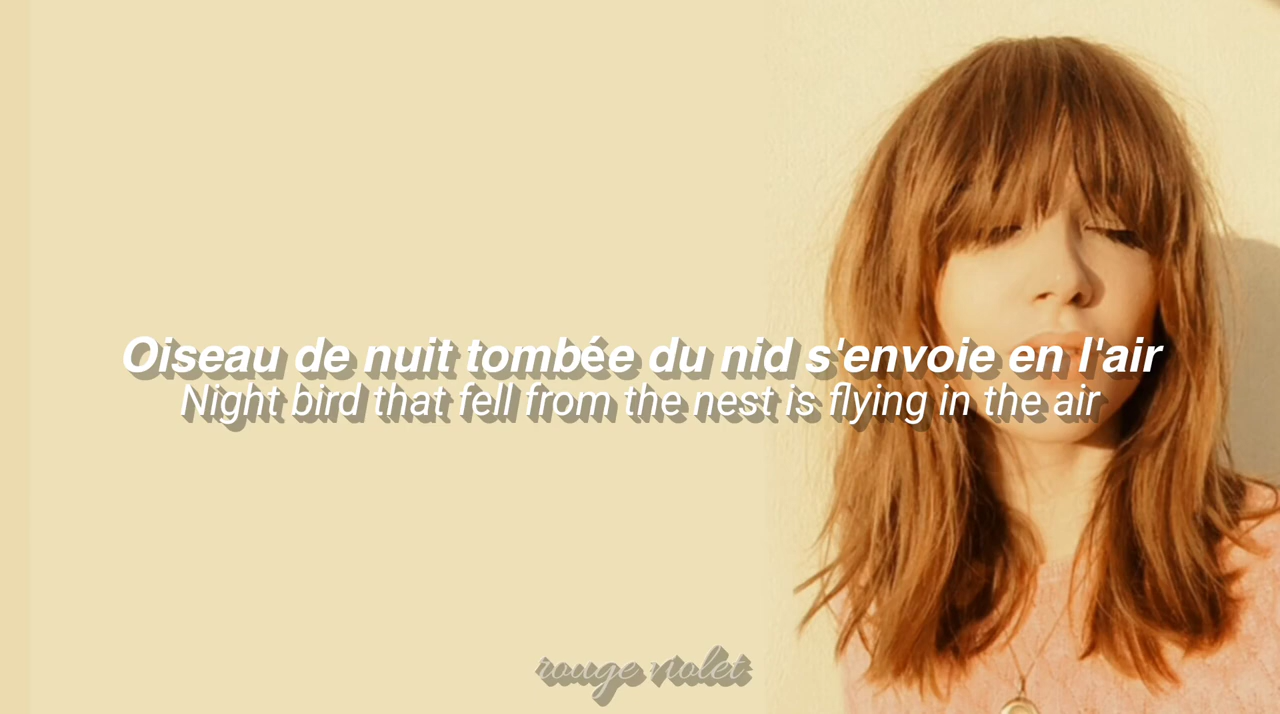 Oiseau de nuit tombée du nid s'envoie en l'air
Night bird that fell from the nest is flying in the air
rouge violet